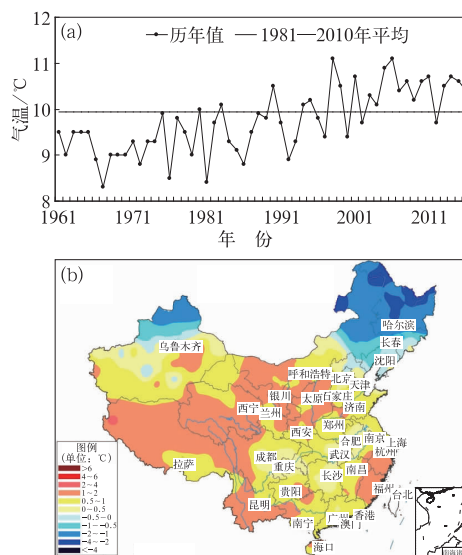 (a)
历年值 1981—2010年平均
12
11
10
9
8
气温/℃
1961 1971 1981 1991 2001 2011
年 份
(b)
哈尔滨
长春
乌鲁木齐
沈阳
呼和浩特 北京
天津
银川 太原 石家庄
西宁 兰州 济南
郑州
西安
合肥 南京 上海
成都 武汉 杭州
拉萨 重庆 南昌
长沙
贵阳 福州
昆明 台北
香港
南宁 澳门
海口
图例
(单位: ℃)
>6
4~6
2~4
1~2
0.5~1
0~0.5
-0.5~0
-1~-0.5
-2~-1
-4~-2
<-4